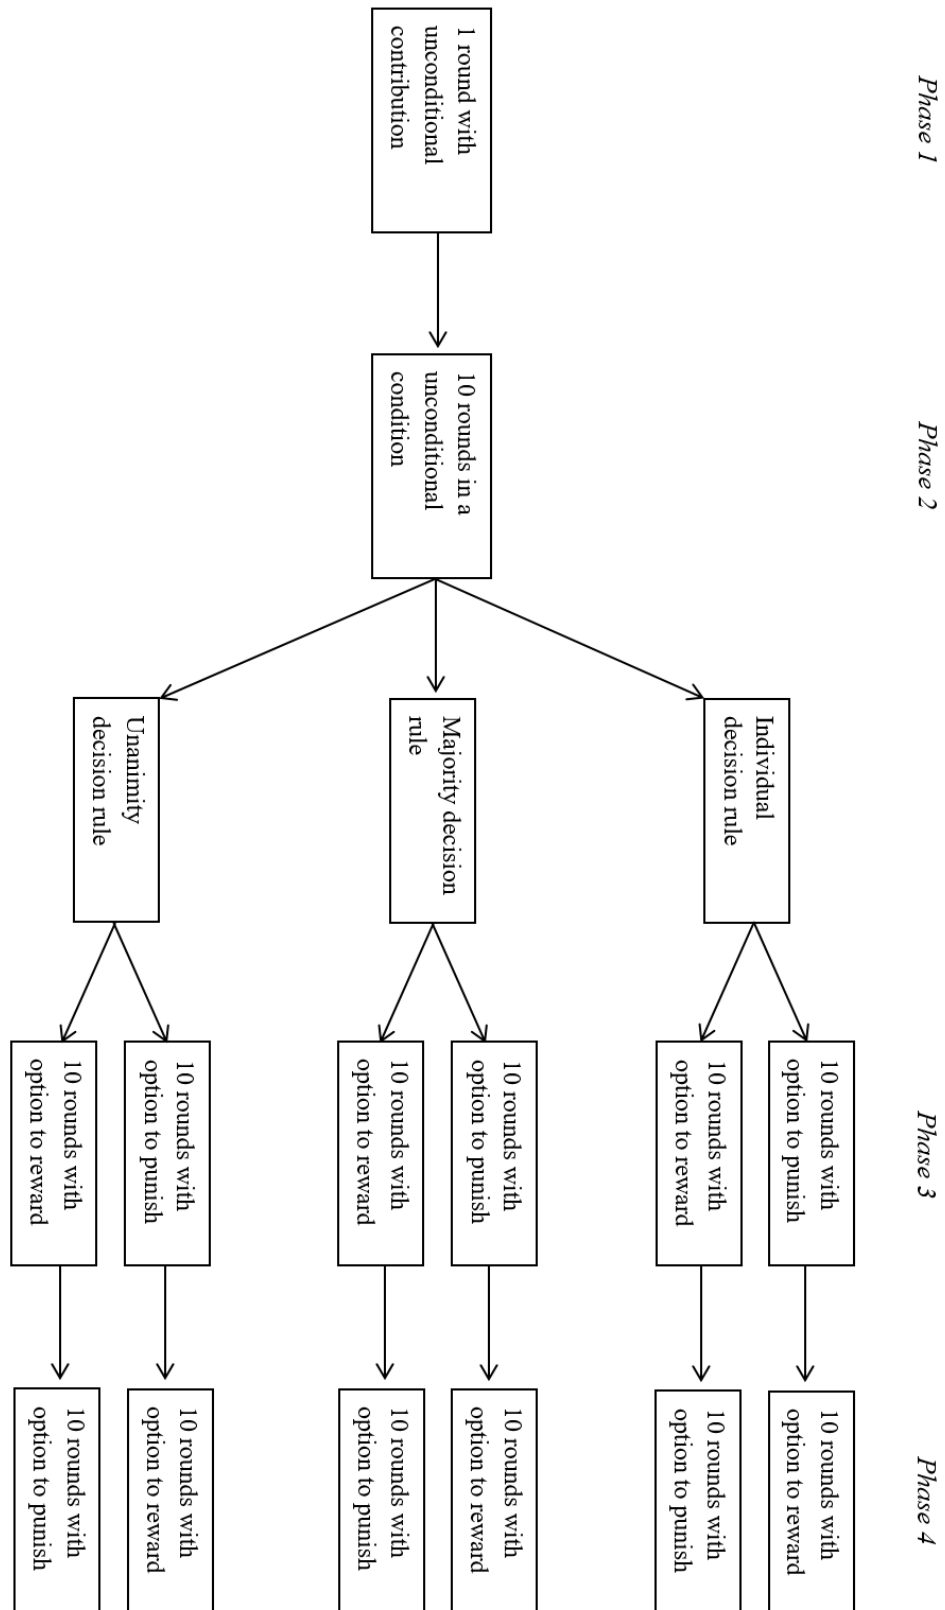 Phase 1
Phase 2
Phase 3
Phase 4
1 round with
unconditional
contribution
10 rounds in a
unconditional
condition
Individual
decision rule
10 rounds with
option to punish
10 rounds with
option to reward
10 rounds with
option to reward
10 rounds with
option to punish
Majority decision
rule
10 rounds with
option to punish
10 rounds with
option to reward
10 rounds with
option to reward
10 rounds with
option to punish
Unanimity
decision rule
10 rounds with
option to punish
10 rounds with
option to reward
10 rounds with
option to reward
10 rounds with
option to punish